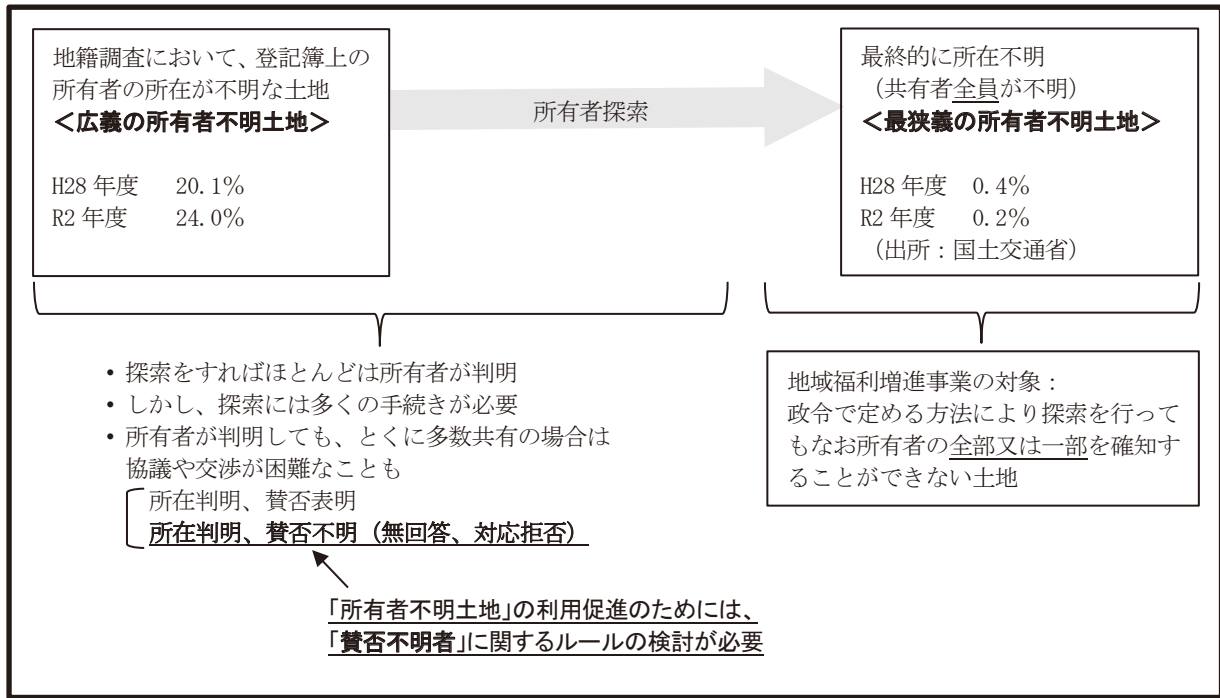 地籍調査において、登記簿上の
所有者の所在が不明な土地
＜広義の所有者不明土地＞
H28 年度 20.1%
R2 年度 24.0%
所有者探索
最終的に所在不明
（共有者全員が不明）
＜最狭義の所有者不明土地＞
H28 年度 0.4%
R2 年度 0.2%
（出所：国土交通省）
• 探索をすればほとんどは所有者が判明
• しかし、探索には多くの手続きが必要
• 所有者が判明しても、とくに多数共有の場合は
協議や交渉が困難なことも
所在判明、賛否表明
所在判明、賛否不明（無回答、対応拒否）
「所有者不明土地」の利用促進のためには、
「賛否不明者」に関するルールの検討が必要
地域福利増進事業の対象：
政令で定める方法により探索を行って
もなお所有者の全部又は一部を確知す
ることができない土地